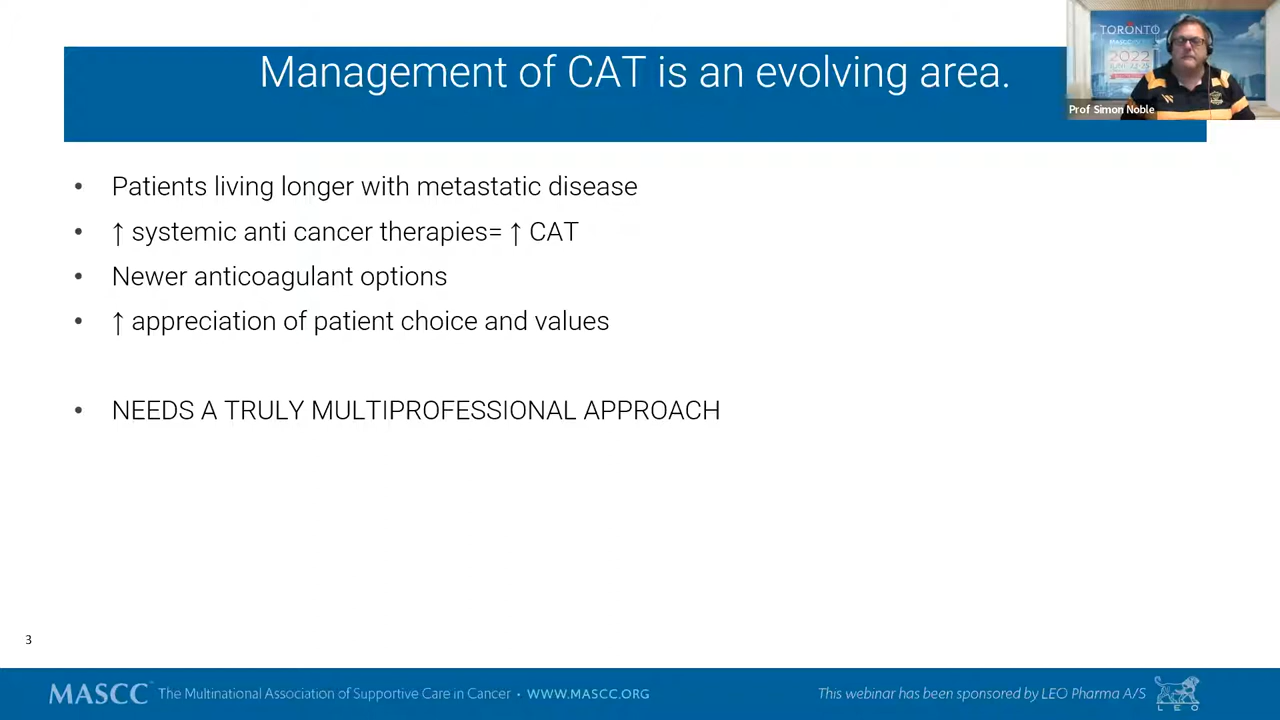 Management of CAT is an evolving area.
TORONTO
2022
Prof Simon Noble
• Patients living longer with metastatic disease
• ↑ systemic anti cancer therapies= ↑ CAT
• Newer anticoagulant options
• ↑ appreciation of patient choice and values
• NEEDS A TRULY MULTIPROFESSIONAL APPROACH
3
MASCC™ The Multinational Association of Supportive Care in Cancer • WWW.MASCC.ORG
This webinar has been sponsored by LEO Pharma A/S
LEO